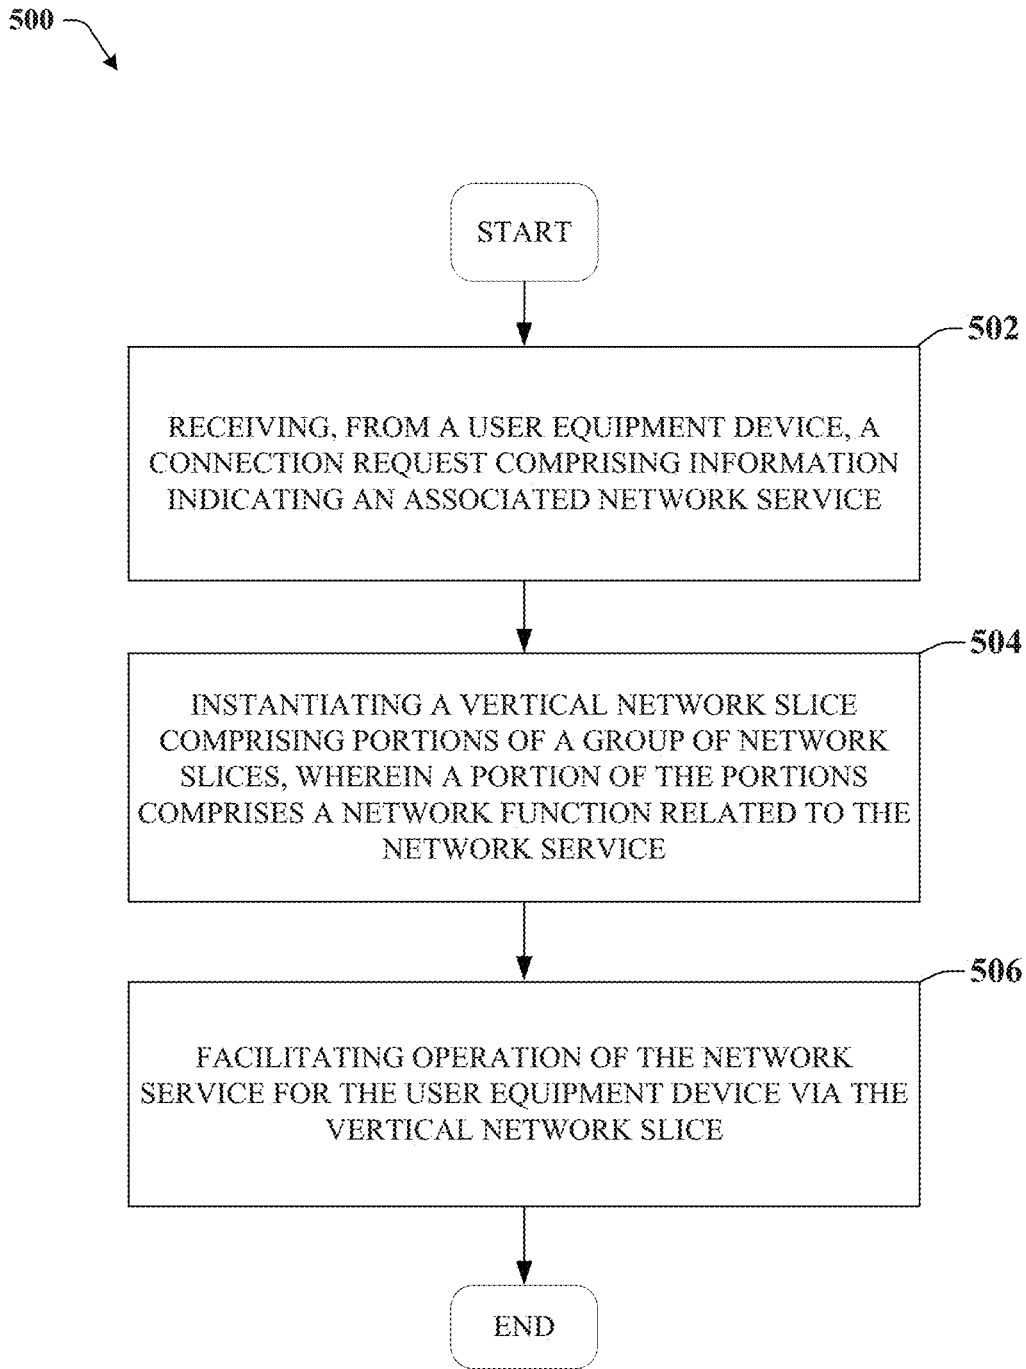 500
START
502
RECEIVING, FROM A USER EQUIPMENT DEVICE, A
CONNECTION REQUEST COMPRISING INFORMATION
INDICATING AN ASSOCIATED NETWORK SERVICE
504
INSTANTIATING A VERTICAL NETWORK SLICE
COMPRISING PORTIONS OF A GROUP OF NETWORK
SLICES, WHEREIN A PORTION OF THE PORTIONS
COMPRISES A NETWORK FUNCTION RELATED TO THE
NETWORK SERVICE
506
FACILITATING OPERATION OF THE NETWORK
SERVICE FOR THE USER EQUIPMENT DEVICE VIA THE
VERTICAL NETWORK SLICE
END